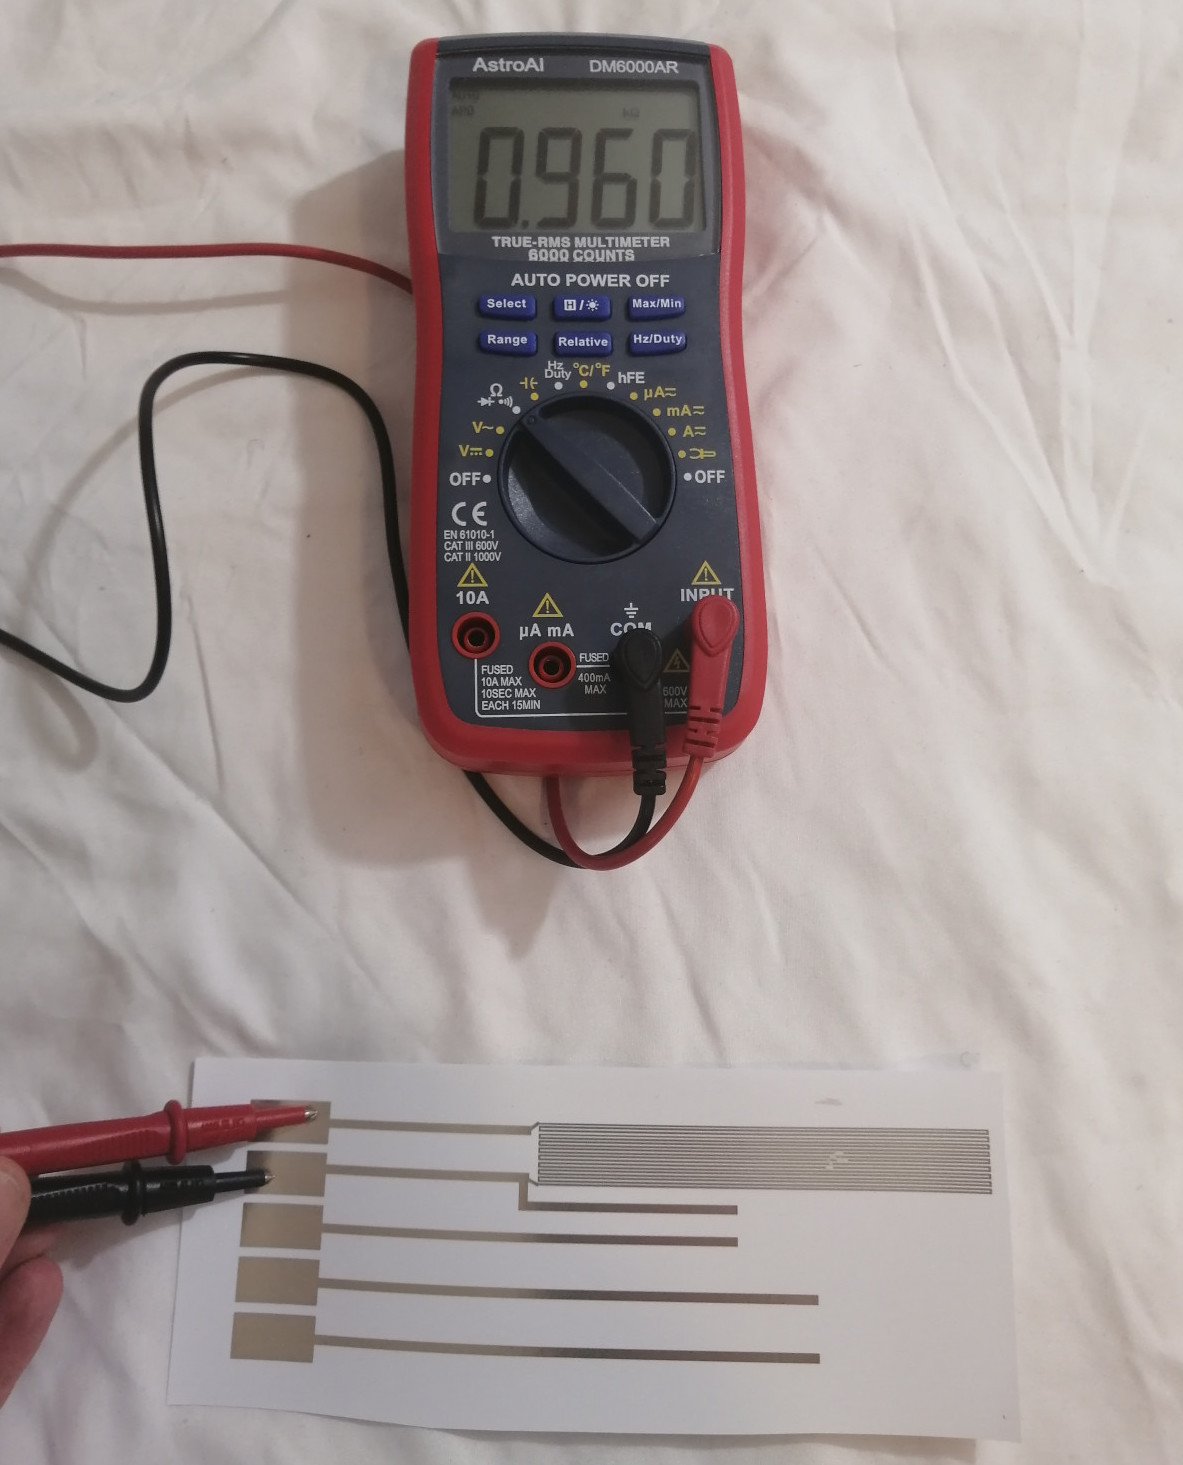 AstroAI DM6000AR
0.960
TRUE-RMS MULTIMETER
6000 COUNTS
AUTO POWER OFF
Select H/☀ Max/Min
Range Relative Hz/Duty
Hz
Duty °C/°F hFE
Ω µA
mA
V~ A
V
OFF OFF
CE
EN 61010-1
CAT III 600V
CAT II 1000V
10A INPUT
µA mA COM
FUSED
10A MAX
10SEC MAX
EACH 15MIN
FUSED
400mA
MAX
600V
MAX